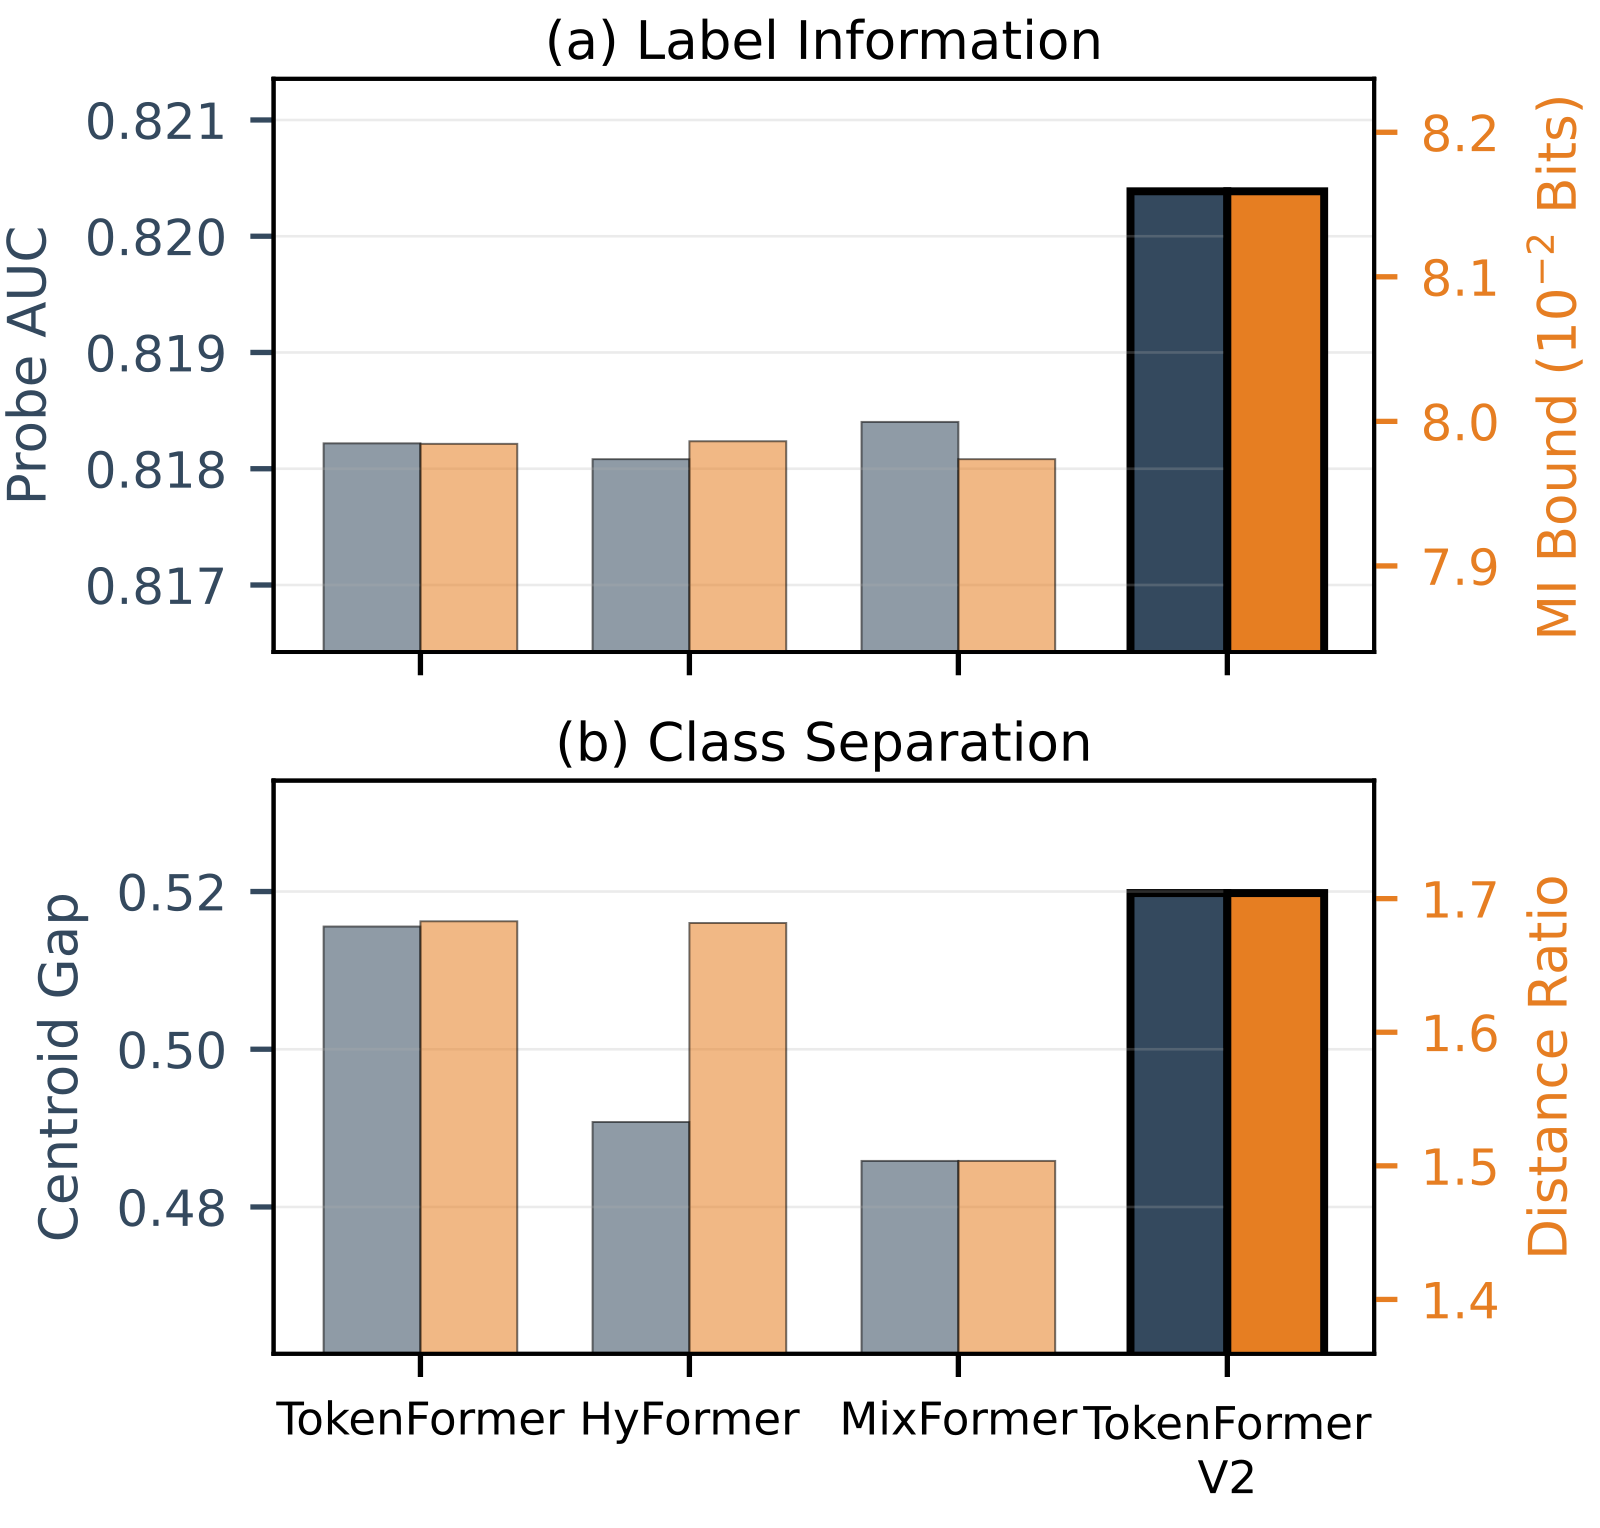 (a) Label Information
0.821
0.820
0.819
0.818
0.817
Probe AUC
8.2
8.1
8.0
7.9
MI Bound (10⁻² Bits)
(b) Class Separation
0.52
0.50
0.48
Centroid Gap
1.7
1.6
1.5
1.4
Distance Ratio
TokenFormer
HyFormer
MixFormer
TokenFormer
V2